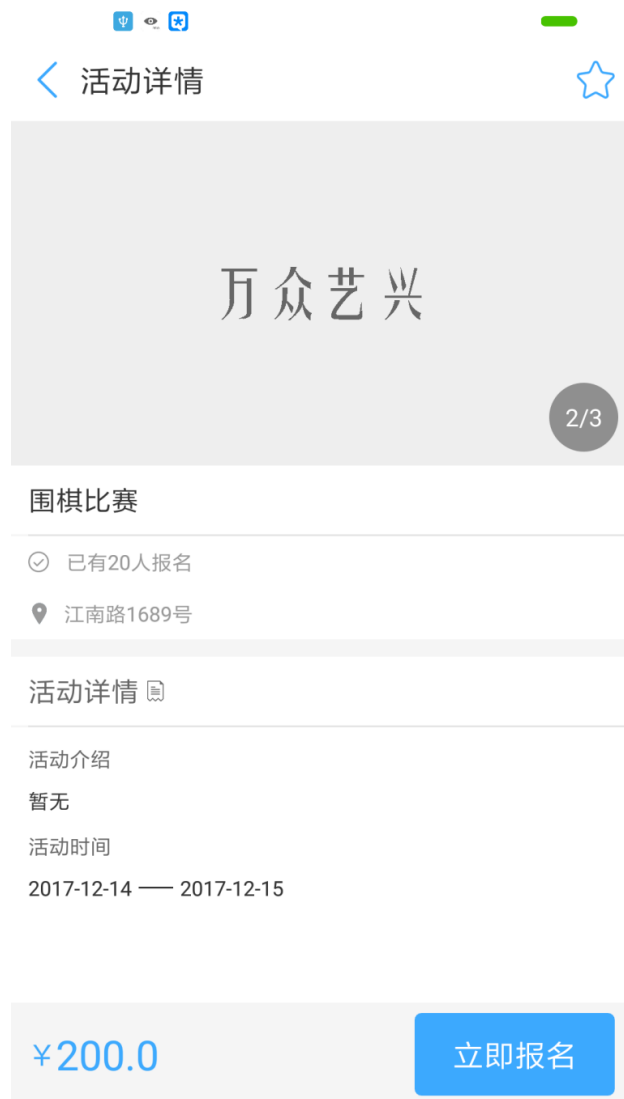 活动详情
万众艺兴
2/3
围棋比赛
已有20人报名
江南路1689号
活动详情
活动介绍
暂无
活动时间
2017-12-14 —— 2017-12-15
￥200.0
立即报名